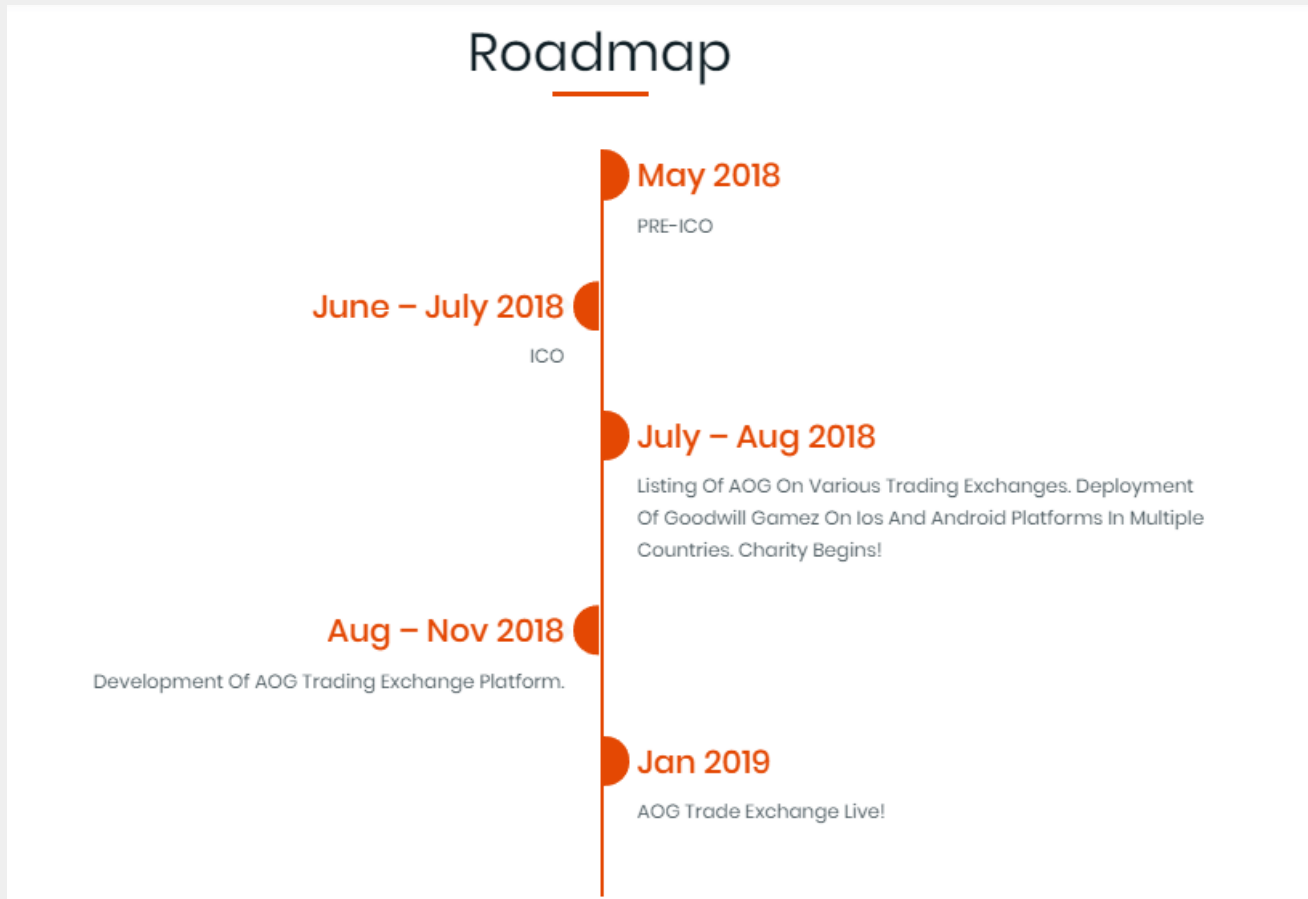 Roadmap
May 2018
PRE-ICO
June – July 2018
ICO
July – Aug 2018
Listing Of AOG On Various Trading Exchanges. Deployment
Of Goodwill Gamez On Ios And Android Platforms In Multiple
Countries. Charity Begins!
Aug – Nov 2018
Development Of AOG Trading Exchange Platform.
Jan 2019
AOG Trade Exchange Live!